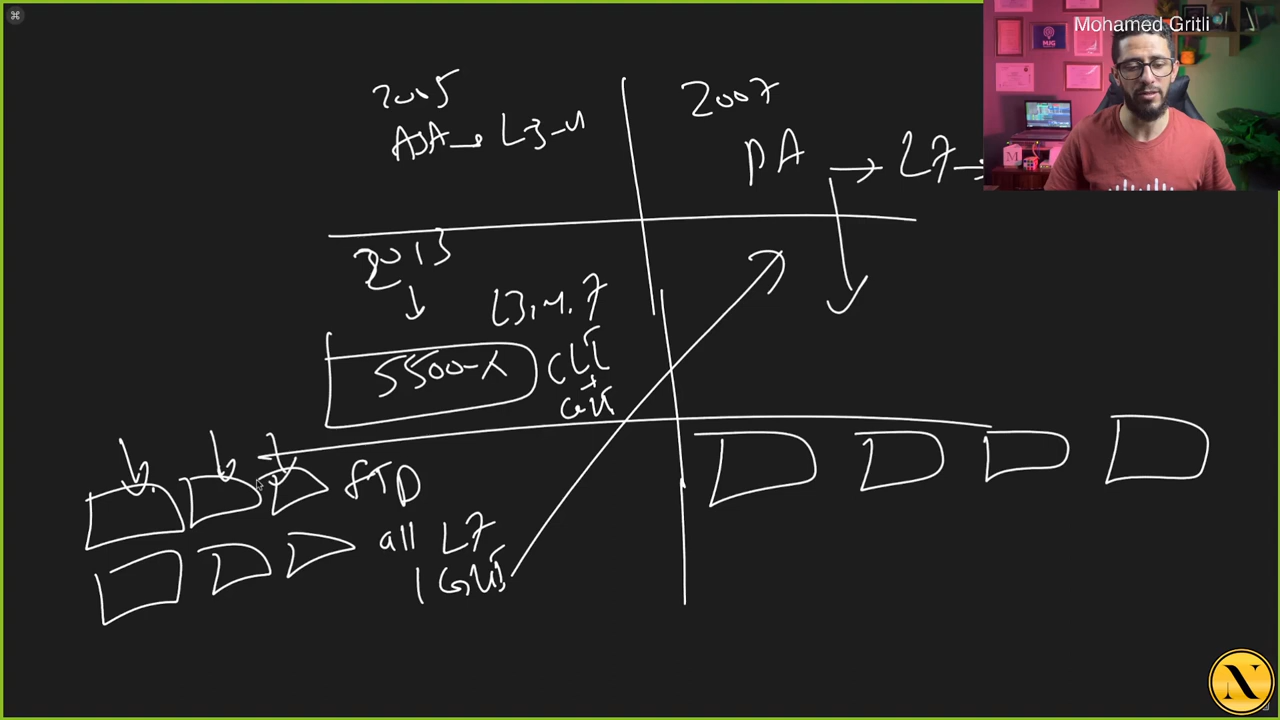 Mohamed Gritli
2005
ASA → L3-4
2007
PA → L7 →
2013
↓
L3, 4, 7
5500-X
CLI
+
GUI
FTD
all L7
1 GUI
N